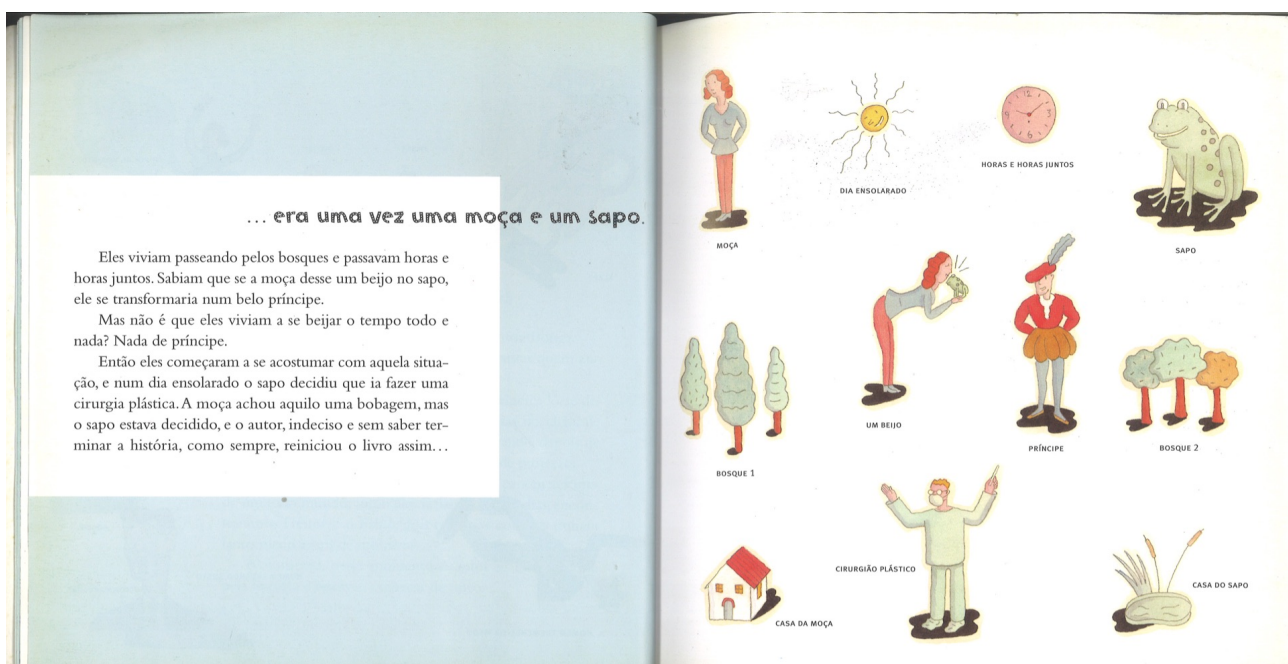 ... era uma vez uma moça e um sapo.
Eles viviam passeando pelos bosques e passavam horas e
horas juntos. Sabiam que se a moça desse um beijo no sapo,
ele se transformaria num belo príncipe.
Mas não é que eles viviam a se beijar o tempo todo e
nada? Nada de príncipe.
Então eles começaram a se acostumar com aquela situa-
ção, e num dia ensolarado o sapo decidiu que ia fazer uma
cirurgia plástica. A moça achou aquilo uma bobagem, mas
o sapo estava decidido, e o autor, indeciso e sem saber ter-
minar a história, como sempre, reiniciou o livro assim...
12
3
6
9
HORAS E HORAS JUNTOS
DIA ENSOLARADO
MOÇA
SAPO
UM BEIJO
PRÍNCIPE
BOSQUE 2
BOSQUE 1
CIRURGIÃO PLÁSTICO
CASA DO SAPO
CASA DA MOÇA